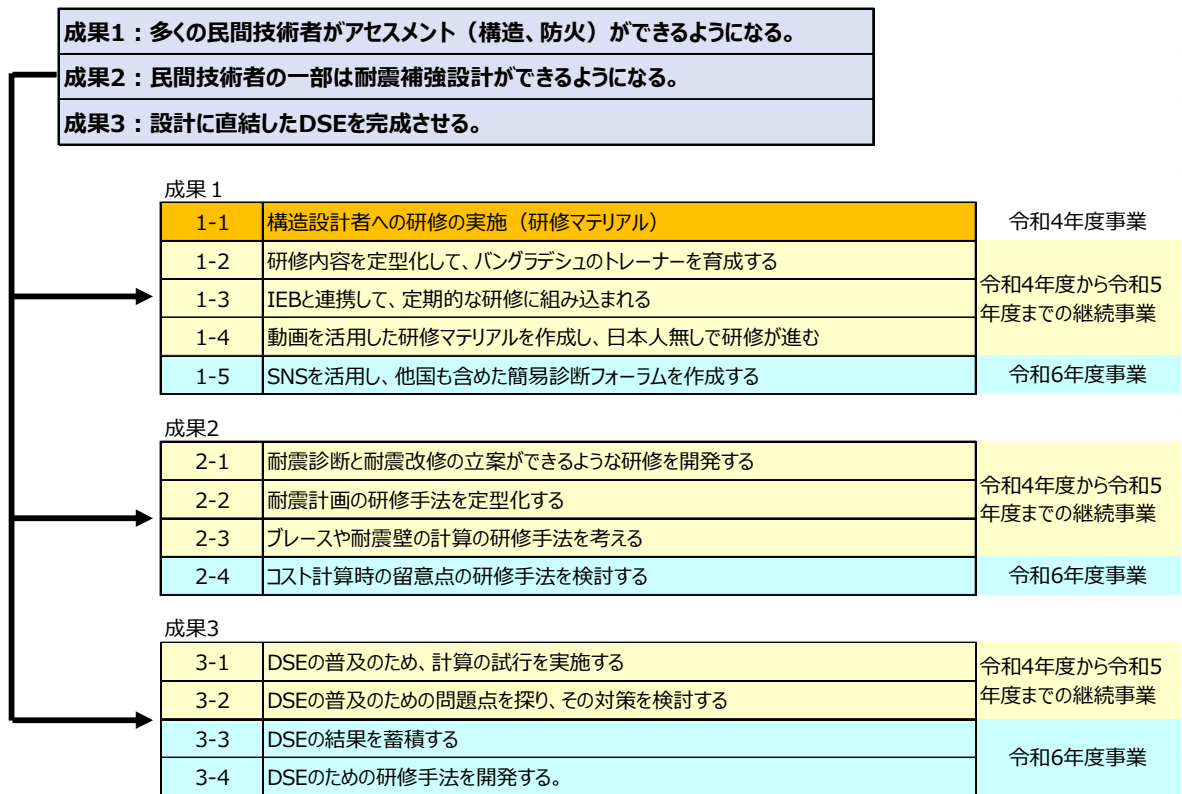 成果1：多くの民間技術者がアセスメント（構造、防火）ができるようになる。
成果2：民間技術者の一部は耐震補強設計ができるようになる。
成果3：設計に直結したDSEを完成させる。
成果１
1-1 構造設計者への研修の実施（研修マテリアル） 令和4年度事業
1-2 研修内容を定型化して、バングラデシュのトレーナーを育成する
1-3 IEBと連携して、定期的な研修に組み込まれる
1-4 動画を活用した研修マテリアルを作成し、日本人無しで研修が進む
令和4年度から令和5
年度までの継続事業
1-5 SNSを活用し、他国も含めた簡易診断フォーラムを作成する 令和6年度事業
成果2
2-1 耐震診断と耐震改修の立案ができるような研修を開発する
2-2 耐震計画の研修手法を定型化する
2-3 ブレースや耐震壁の計算の研修手法を考える
令和4年度から令和5
年度までの継続事業
2-4 コスト計算時の留意点の研修手法を検討する 令和6年度事業
成果3
3-1 DSEの普及のため、計算の試行を実施する
3-2 DSEの普及のための問題点を探り、その対策を検討する
令和4年度から令和5
年度までの継続事業
3-3 DSEの結果を蓄積する
3-4 DSEのための研修手法を開発する。
令和6年度事業